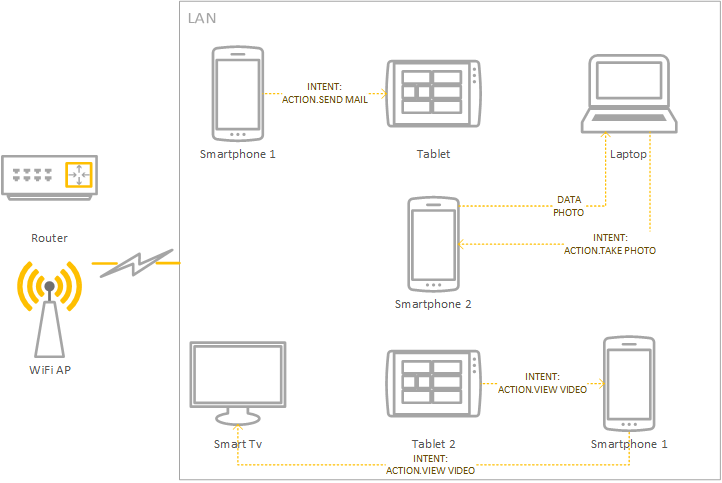 LAN
INTENT:
ACTION.SEND MAIL
Smartphone 1
Tablet
Laptop
DATA
PHOTO
Router
INTENT:
ACTION.TAKE PHOTO
Smartphone 2
WiFi AP
INTENT:
ACTION.VIEW VIDEO
Smart Tv
Tablet 2
Smartphone 1
INTENT:
ACTION.VIEW VIDEO